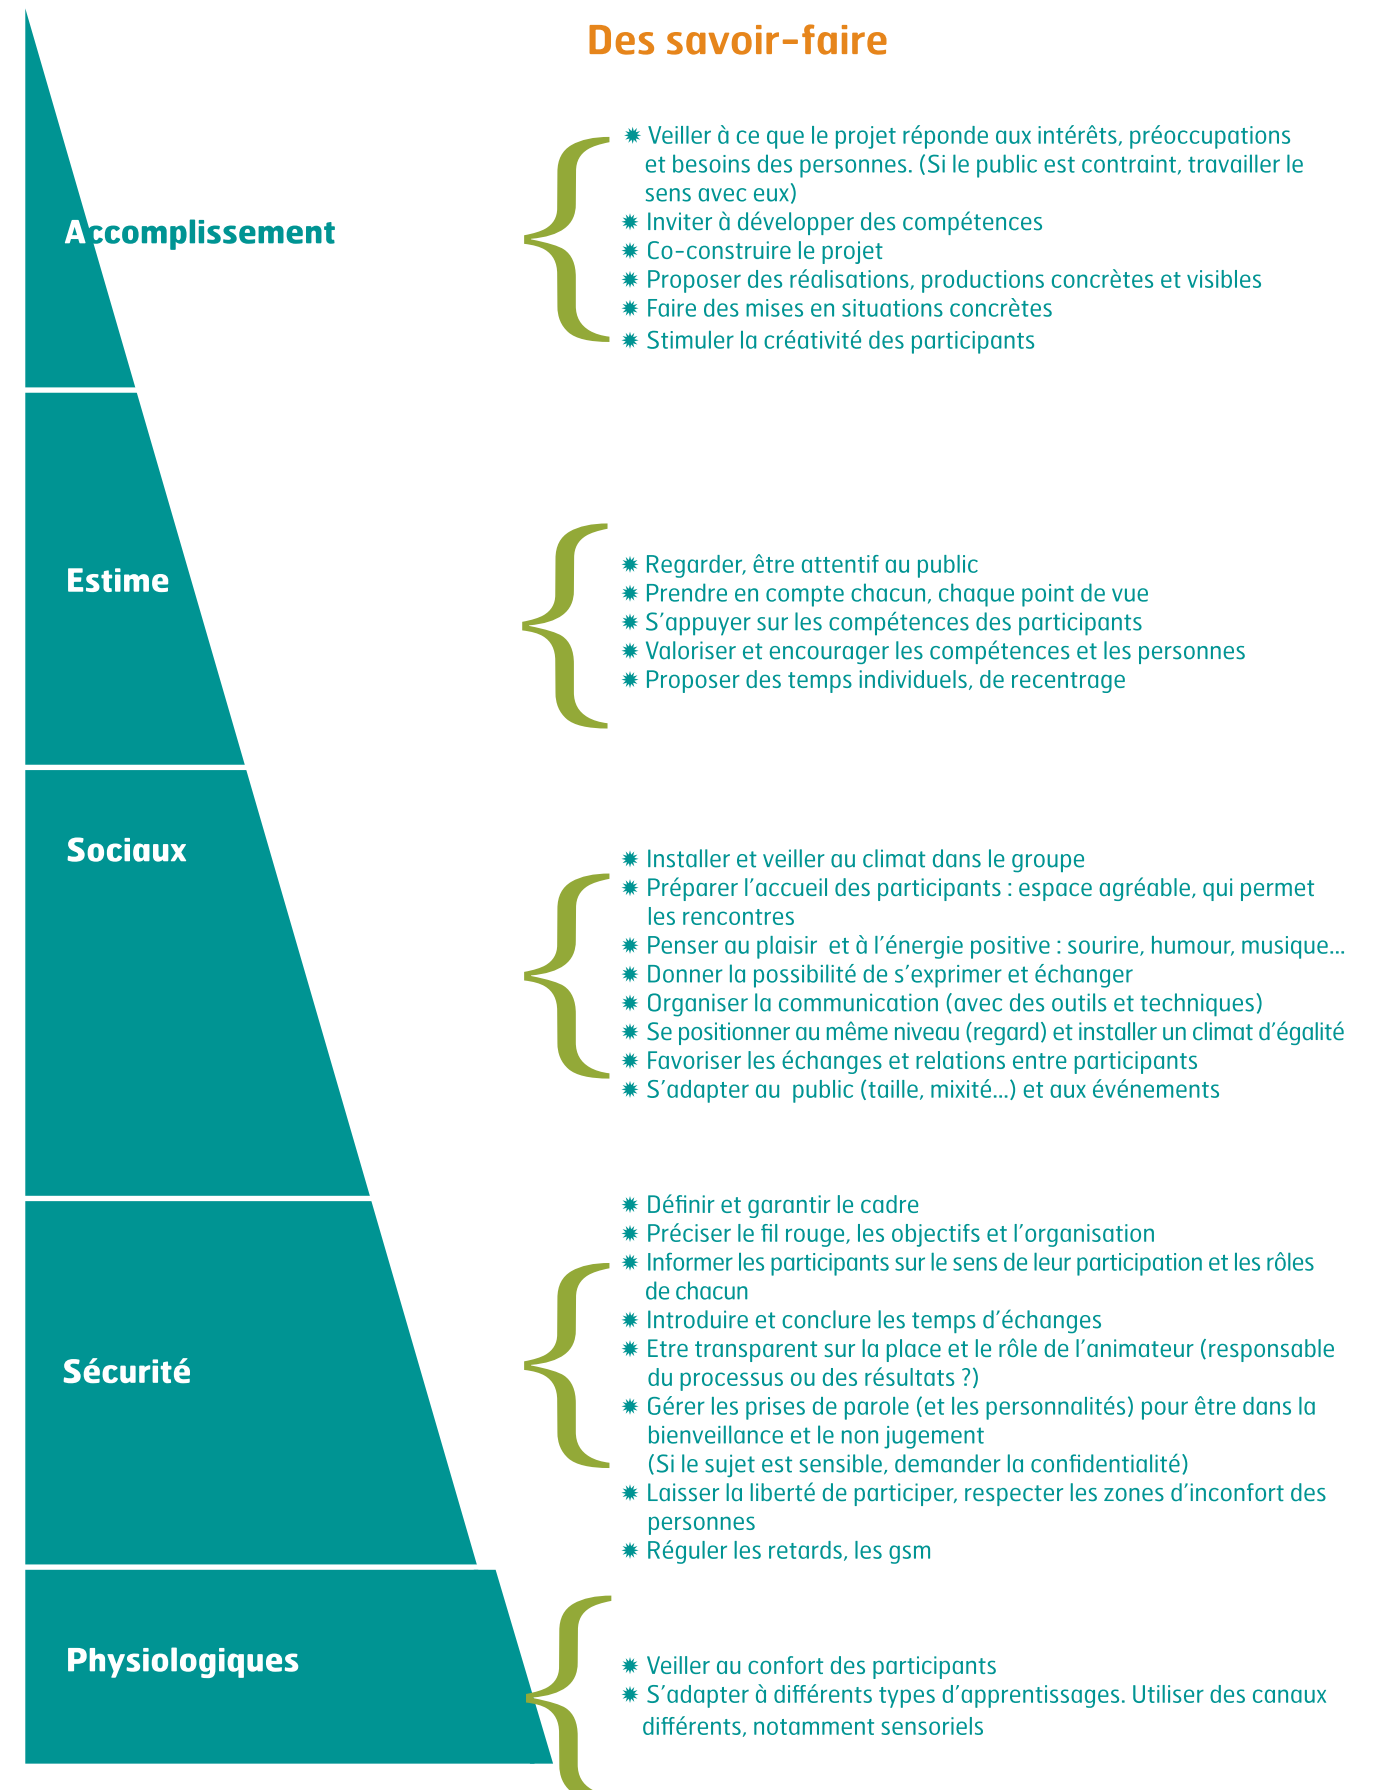 Des savoir-faire
Accomplissement
✹ Veiller à ce que le projet réponde aux intérêts, préoccupations
et besoins des personnes. (Si le public est contraint, travailler le
sens avec eux)
✹ Inviter à développer des compétences
✹ Co-construire le projet
✹ Proposer des réalisations, productions concrètes et visibles
✹ Faire des mises en situations concrètes
✹ Stimuler la créativité des participants
Estime
✹ Regarder, être attentif au public
✹ Prendre en compte chacun, chaque point de vue
✹ S’appuyer sur les compétences des participants
✹ Valoriser et encourager les compétences et les personnes
✹ Proposer des temps individuels, de recentrage
Sociaux
✹ Installer et veiller au climat dans le groupe
✹ Préparer l’accueil des participants : espace agréable, qui permet
les rencontres
✹ Penser au plaisir  et à l’énergie positive : sourire, humour, musique...
✹ Donner la possibilité de s’exprimer et échanger
✹ Organiser la communication (avec des outils et techniques)
✹ Se positionner au même niveau (regard) et installer un climat d’égalité
✹ Favoriser les échanges et relations entre participants
✹ S’adapter au  public (taille, mixité...) et aux événements
Sécurité
✹ Définir et garantir le cadre
✹ Préciser le fil rouge, les objectifs et l’organisation
✹ Informer les participants sur le sens de leur participation et les rôles
de chacun
✹ Introduire et conclure les temps d’échanges
✹ Etre transparent sur la place et le rôle de l’animateur (responsable
du processus ou des résultats ?)
✹ Gérer les prises de parole (et les personnalités) pour être dans la
bienveillance et le non jugement
(Si le sujet est sensible, demander la confidentialité)
✹ Laisser la liberté de participer, respecter les zones d’inconfort des
personnes
✹ Réguler les retards, les gsm
Physiologiques
✹ Veiller au confort des participants
✹ S’adapter à différents types d’apprentissages. Utiliser des canaux
différents, notamment sensoriels